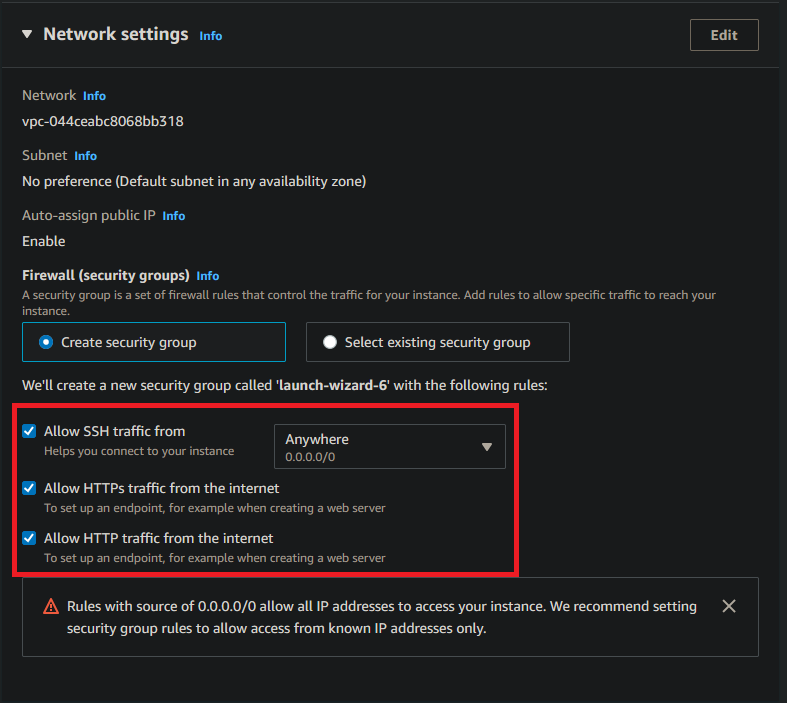 Network settings Info
Edit
Network Info
vpc-044ceabc8068bb318
Subnet Info
No preference (Default subnet in any availability zone)
Auto-assign public IP Info
Enable
Firewall (security groups) Info
A security group is a set of firewall rules that control the traffic for your instance. Add rules to allow specific traffic to reach your
instance.
Create security group
Select existing security group
We'll create a new security group called 'launch-wizard-6' with the following rules:
Allow SSH traffic from
Helps you connect to your instance
Anywhere
0.0.0.0/0
Allow HTTPs traffic from the internet
To set up an endpoint, for example when creating a web server
Allow HTTP traffic from the internet
To set up an endpoint, for example when creating a web server
Rules with source of 0.0.0.0/0 allow all IP addresses to access your instance. We recommend setting
security group rules to allow access from known IP addresses only.